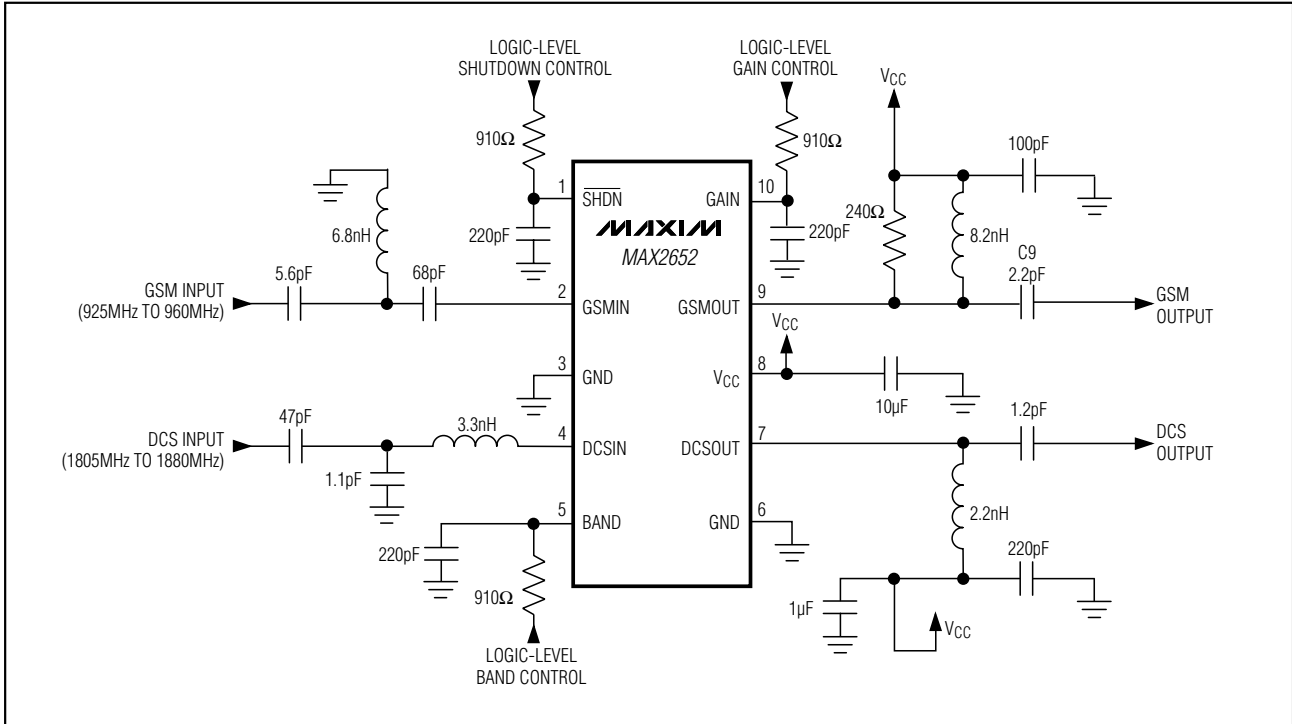 LOGIC-LEVEL
SHUTDOWN CONTROL
LOGIC-LEVEL
GAIN CONTROL
VCC
910Ω
910Ω
100pF
1
SHDN
GAIN
10
6.8nH
220pF
MAXIM
MAX2652
220pF
240Ω
8.2nH
C9
2.2pF
5.6pF
68pF
GSM INPUT
(925MHz TO 960MHz)
2
GSMIN
GSMOUT
9
GSM
OUTPUT
VCC
3
GND
VCC
8
10µF
47pF
3.3nH
1.2pF
DCS INPUT
(1805MHz TO 1880MHz)
4
DCSIN
DCSOUT
7
DCS
OUTPUT
1.1pF
2.2nH
5
BAND
GND
6
220pF
910Ω
220pF
1µF
VCC
LOGIC-LEVEL
BAND CONTROL